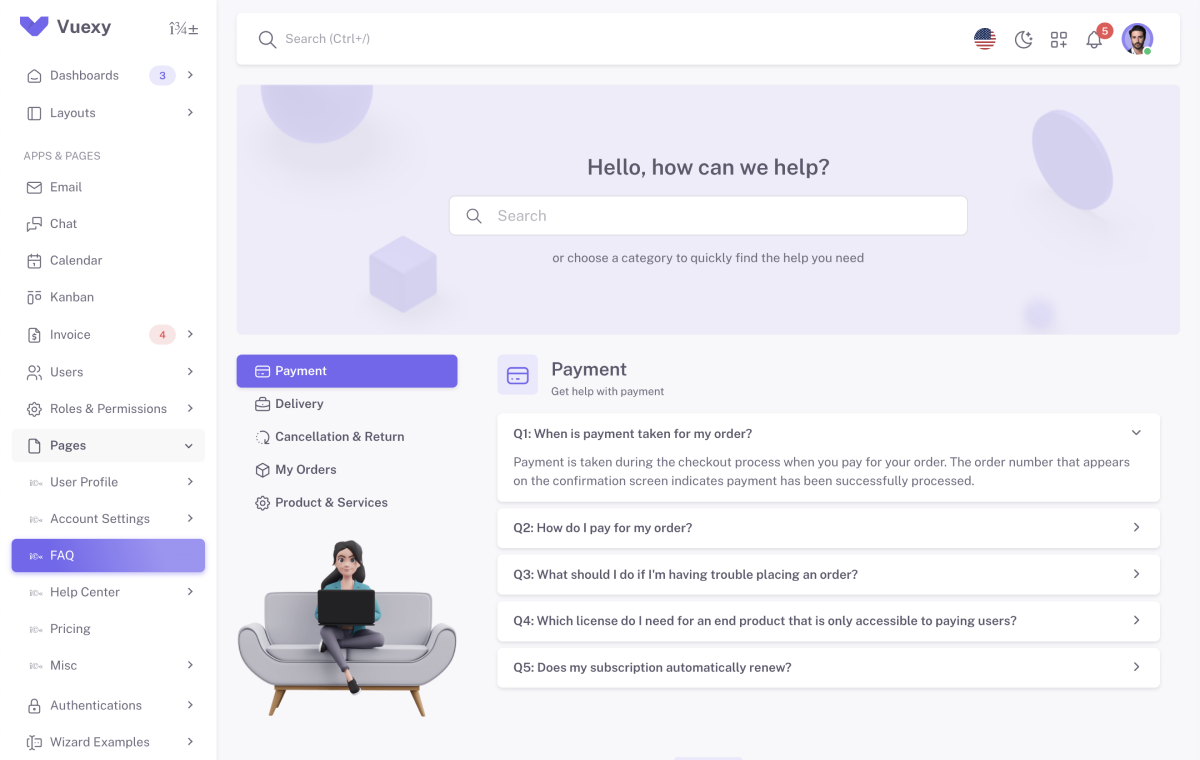 Vuexy
î¾±
Search (Ctrl+/)
5
Dashboards
3
Layouts
APPS & PAGES
Email
Chat
Calendar
Kanban
Invoice
4
Users
Roles & Permissions
Pages
User Profile
Account Settings
FAQ
Help Center
Pricing
Misc
Authentications
Wizard Examples
Hello, how can we help?
Search
or choose a category to quickly find the help you need
Payment
Delivery
Cancellation & Return
My Orders
Product & Services
Payment
Get help with payment
Q1: When is payment taken for my order?
Payment is taken during the checkout process when you pay for your order. The order number that appears
on the confirmation screen indicates payment has been successfully processed.
Q2: How do I pay for my order?
Q3: What should I do if I'm having trouble placing an order?
Q4: Which license do I need for an end product that is only accessible to paying users?
Q5: Does my subscription automatically renew?